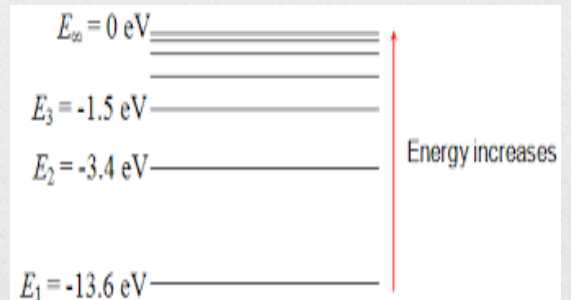 E∞ = 0 eV
E3 = -1.5 eV
Energy increases
E2 = -3.4 eV
E1 = -13.6 eV